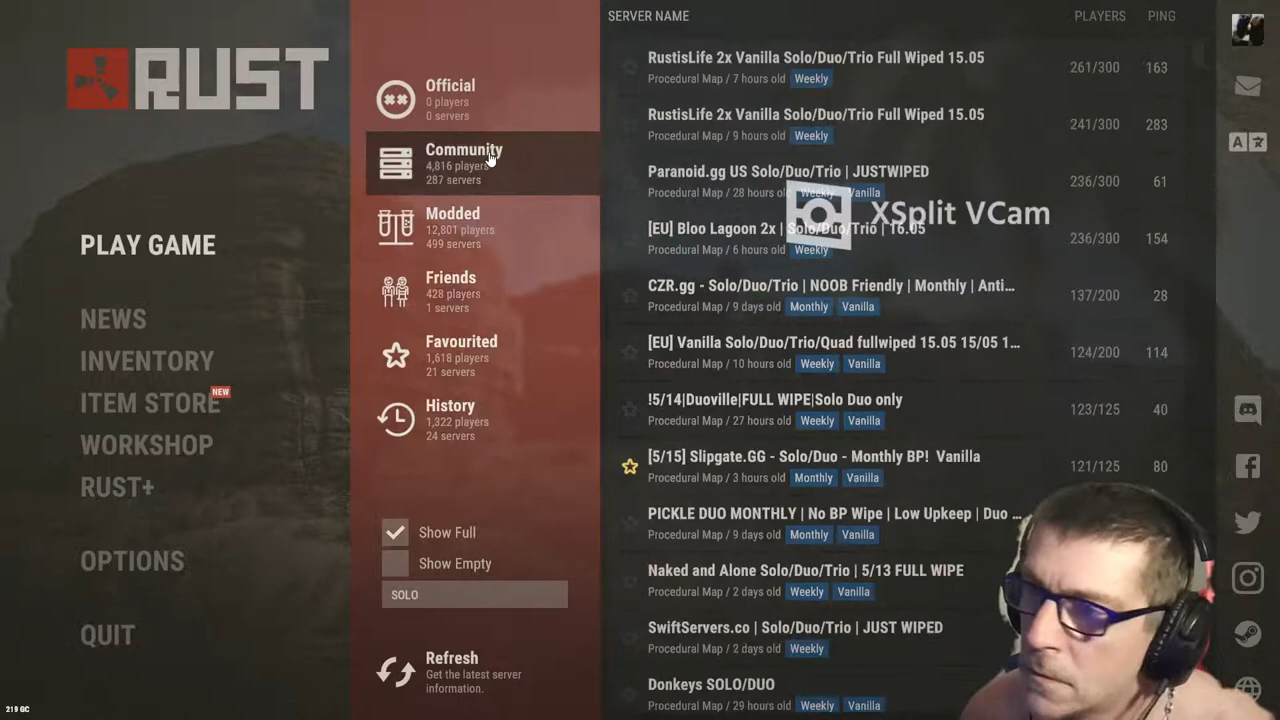 RUST
PLAY GAME
NEWS
INVENTORY
ITEM STORE
NEW
WORKSHOP
RUST+
OPTIONS
QUIT
219 GC
Official
0 players
0 servers
Community
4,816 players
287 servers
Modded
12,801 players
499 servers
Friends
428 players
1 servers
Favourited
1,618 players
21 servers
History
1,322 players
24 servers
Show Full
Show Empty
SOLO
Refresh
Get the latest server
information.
SERVER NAME PLAYERS PING
RustisLife 2x Vanilla Solo/Duo/Trio Full Wiped 15.05 261/300 163
Procedural Map / 7 hours old Weekly
RustisLife 2x Vanilla Solo/Duo/Trio Full Wiped 15.05 241/300 283
Procedural Map / 9 hours old Weekly
Paranoid.gg US Solo/Duo/Trio | JUSTWIPED 236/300 61
Procedural Map / 28 hours old Weekly Vanilla
XSplit VCam
[EU] Bloo Lagoon 2x | Solo/Duo/Trio | 16.05 236/300 154
Procedural Map / 6 hours old Weekly
CZR.gg - Solo/Duo/Trio | NOOB Friendly | Monthly | Anti... 137/200 28
Procedural Map / 9 days old Monthly Vanilla
[EU] Vanilla Solo/Duo/Trio/Quad fullwiped 15.05 15/05 1... 124/200 114
Procedural Map / 10 hours old Weekly Vanilla
!5/14|Duoville|FULL WIPE|Solo Duo only 123/125 40
Procedural Map / 27 hours old Weekly Vanilla
[5/15] Slipgate.GG - Solo/Duo - Monthly BP! Vanilla 121/125 80
Procedural Map / 3 hours old Monthly Vanilla
PICKLE DUO MONTHLY | No BP Wipe | Low Upkeep | Duo ...
Procedural Map / 9 days old Monthly Vanilla
Naked and Alone Solo/Duo/Trio | 5/13 FULL WIPE
Procedural Map / 2 days old Weekly Vanilla
SwiftServers.co | Solo/Duo/Trio | JUST WIPED
Procedural Map / 2 days old Weekly
Donkeys SOLO/DUO
Procedural Map / 29 hours old Weekly Vanilla